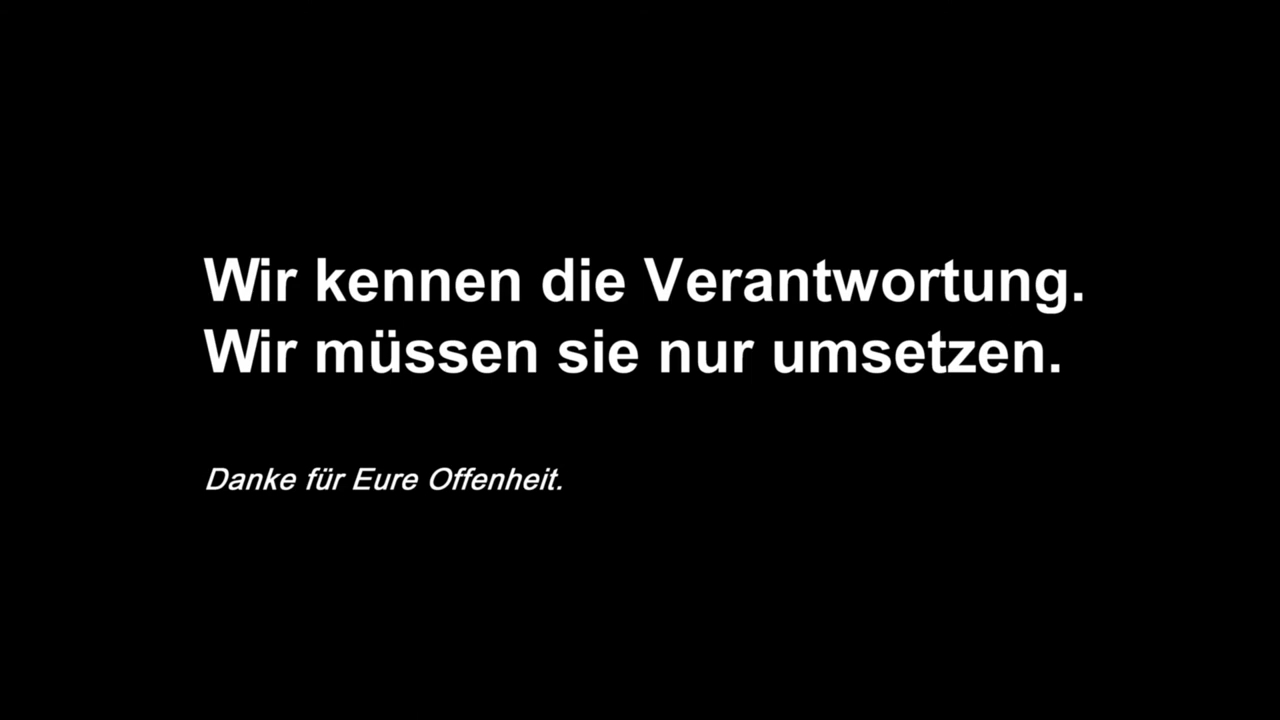 Wir kennen die Verantwortung.
Wir müssen sie nur umsetzen.
Danke für Eure Offenheit.